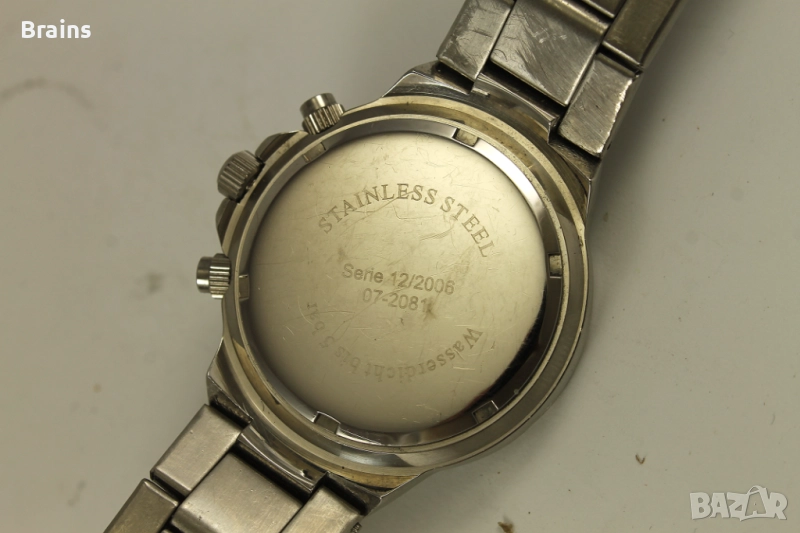 Brains
STAINLESS STEEL
Serie 12/2006
07-2081
Wasserdicht bis 3 bar
BAZAR